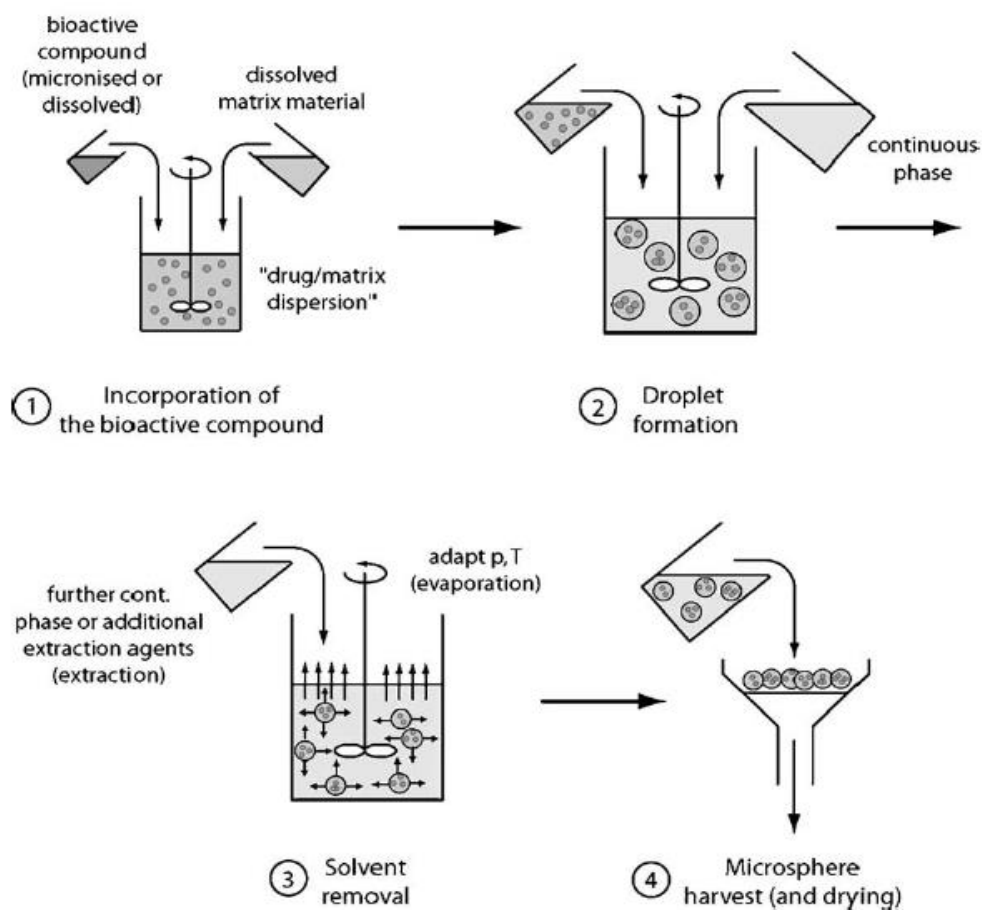 bioactive
compound
(micronised or
dissolved)
dissolved
matrix material
"drug/matrix
dispersion"
1 Incorporation of
the bioactive compound
continuous
phase
2 Droplet
formation
further cont.
phase or additional
extraction agents
(extraction)
adapt p, T
(evaporation)
3 Solvent
removal
4 Microsphere
harvest (and drying)